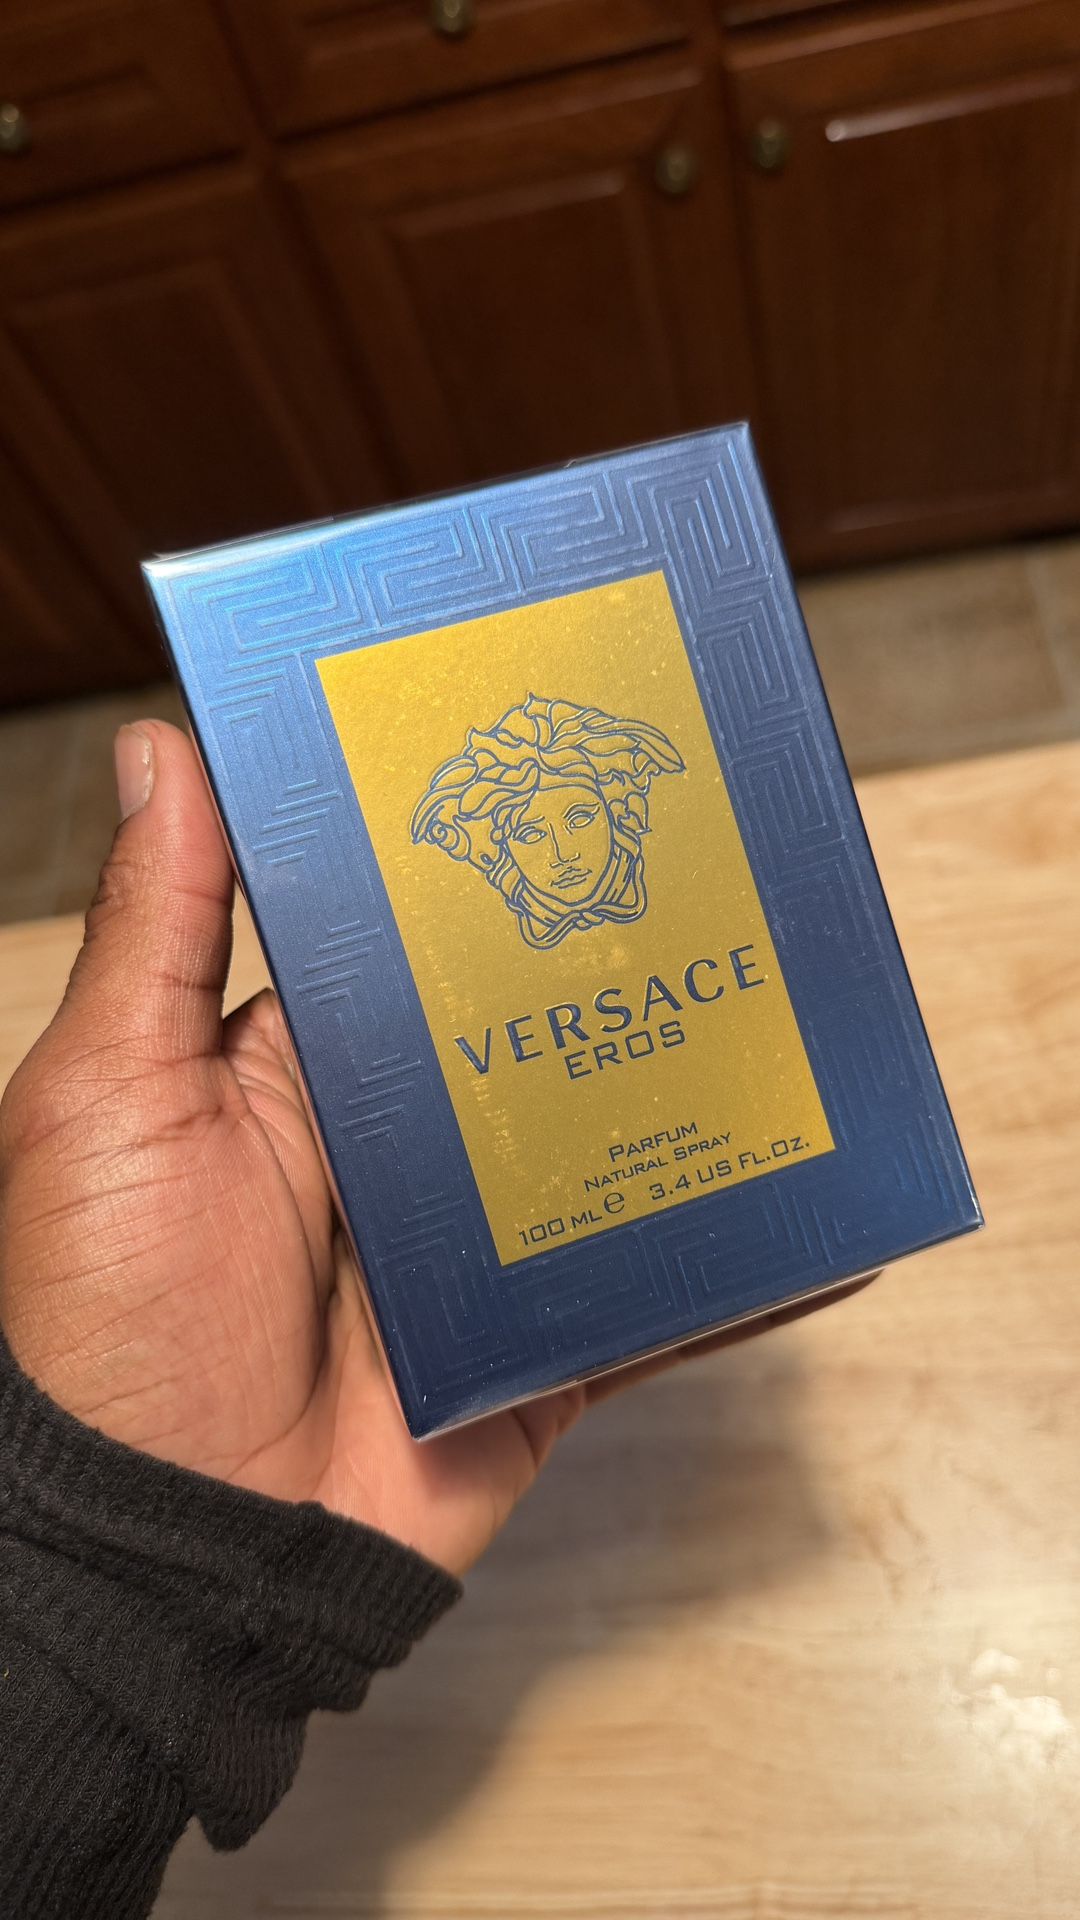 VERSACE
EROS
PARFUM
NATURAL SPRAY
100 ML e 3.4 US FL.OZ.